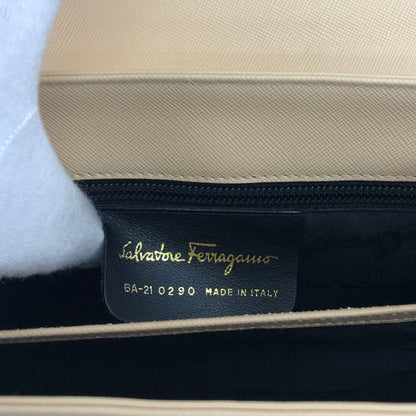 Salvatore Ferragamo
BA-21 0290 MADE IN ITALY